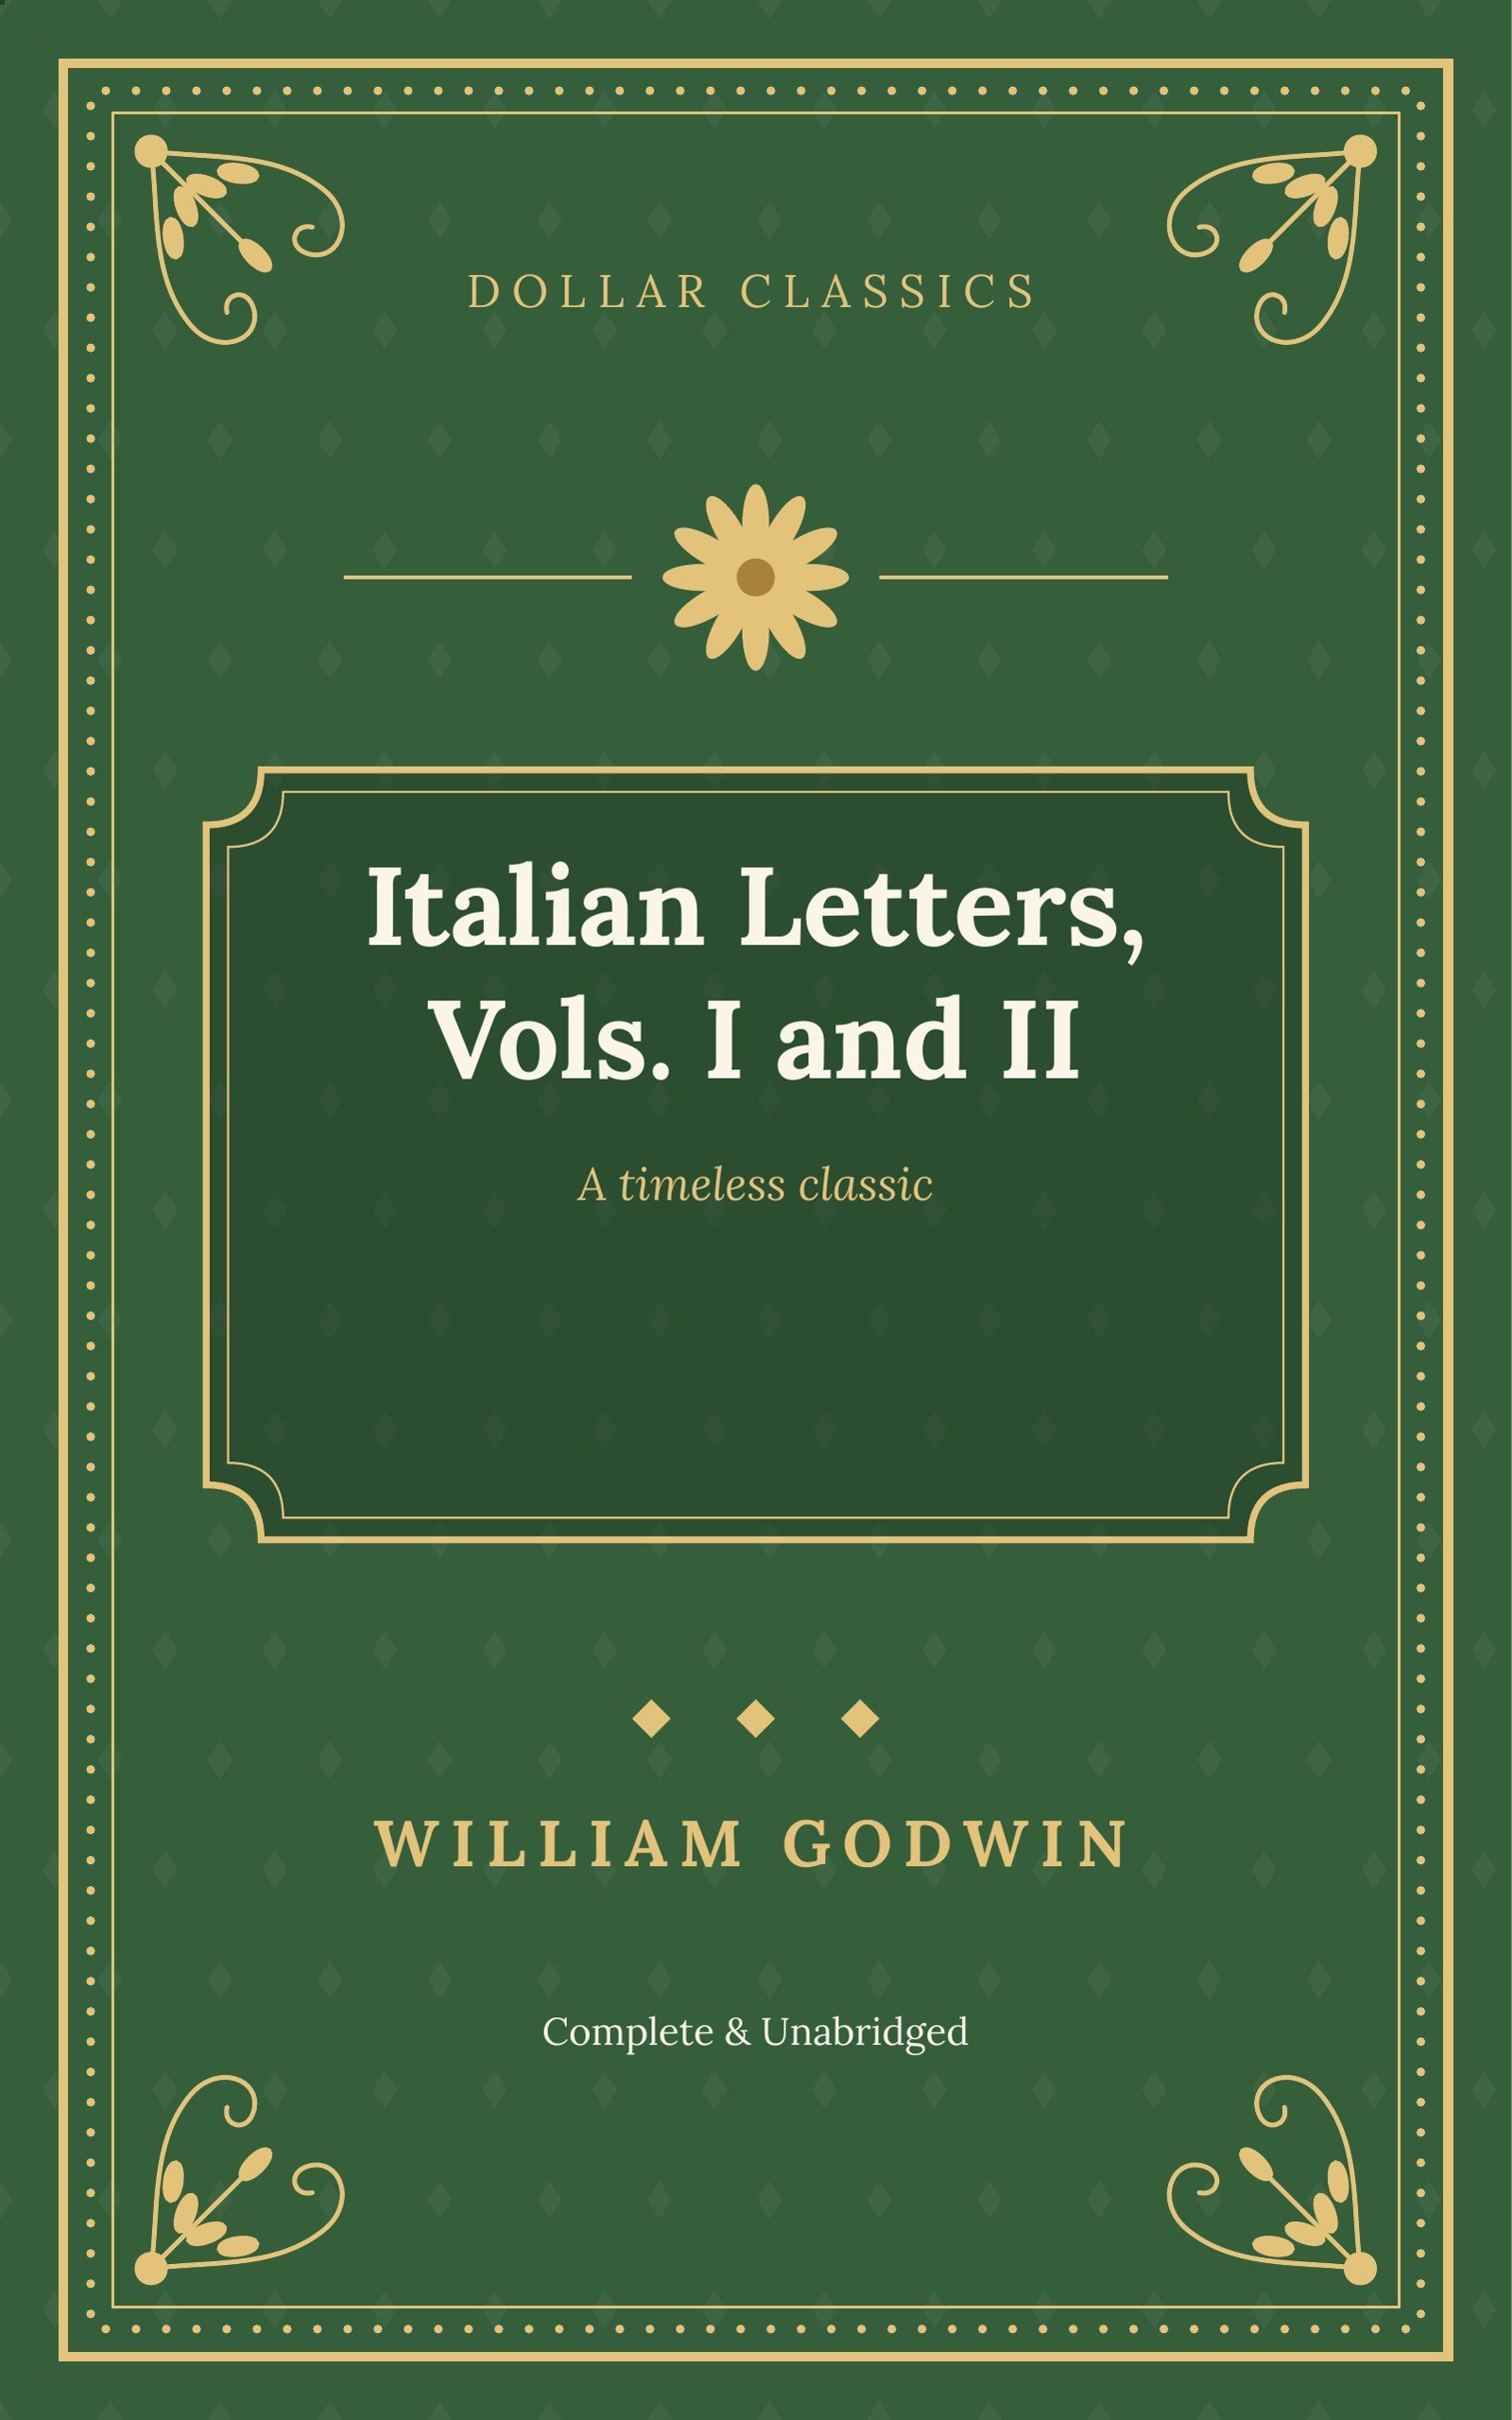 DOLLAR CLASSICS
Italian Letters,
Vols. I and II
A timeless classic
WILLIAM GODWIN
Complete & Unabridged